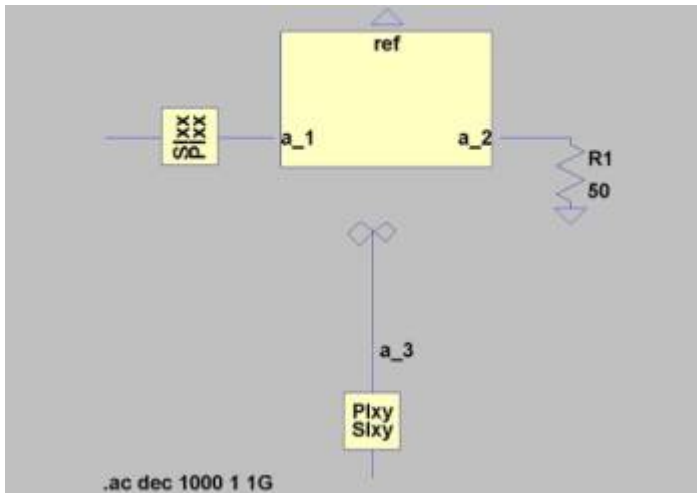 ref
SIxx
PIxx
a_1
a_2
R1
50
a_3
PIxy
SIxy
.ac dec 1000 1 1G